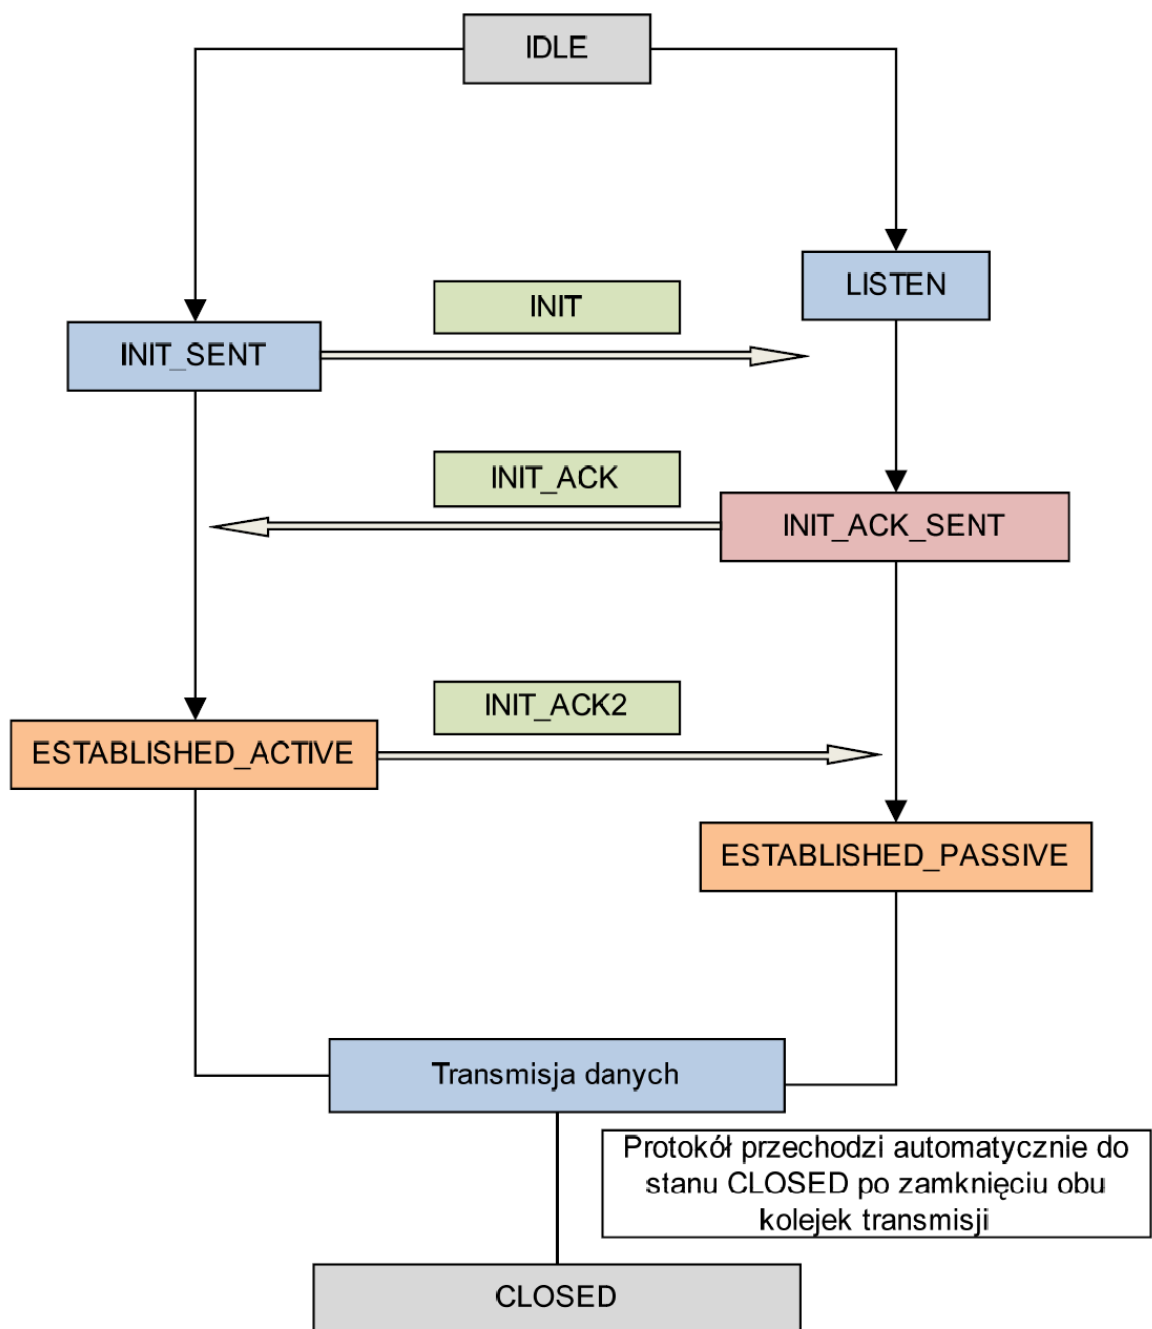 IDLE
LISTEN
INIT
INIT_SENT
INIT_ACK
INIT_ACK_SENT
INIT_ACK2
ESTABLISHED_ACTIVE
ESTABLISHED_PASSIVE
Transmisja danych
Protokół przechodzi automatycznie do
stanu CLOSED po zamknięciu obu
kolejek transmisji
CLOSED